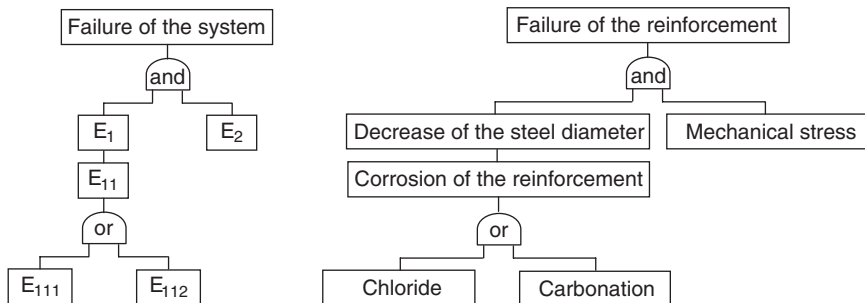 Failure of the system
and
E1
E2
E11
or
E111
E112
Failure of the reinforcement
and
Decrease of the steel diameter
Mechanical stress
Corrosion of the reinforcement
or
Chloride
Carbonation